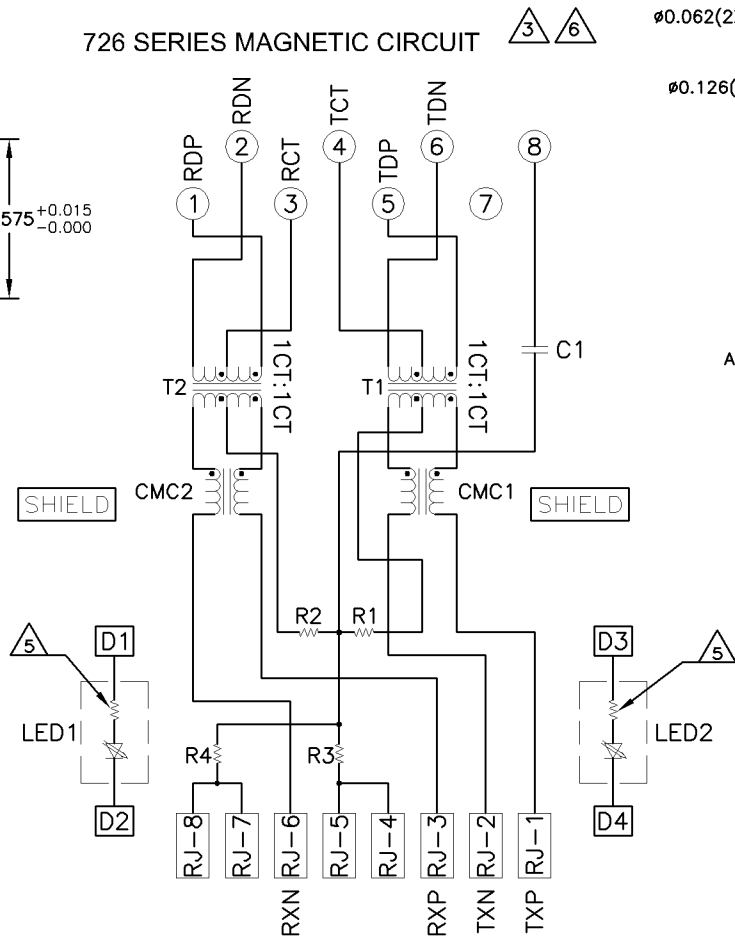 726 SERIES MAGNETIC CIRCUIT
3
6
ø0.062(2
ø0.126(
RDP
RDN
RCT
TCT
TDP
TDN
1
2
3
4
5
6
7
8
575 +0.015
-0.000
1CT:1CT
T2
1CT:1CT
T1
C1
A
SHIELD
CMC2
CMC1
SHIELD
R2
R1
5
D1
LED1
D2
D3
5
LED2
D4
R4
R3
RJ-8
RJ-7
RJ-6
RJ-5
RJ-4
RJ-3
RJ-2
RJ-1
RXN
RXP
TXN
TXP